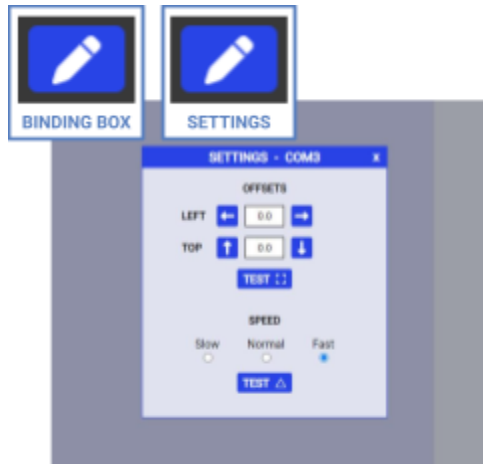 BINDING BOX
SETTINGS
SETTINGS - COM3 x
OFFSETS
LEFT 0.0
TOP 0.0
TEST
SPEED
Slow Normal Fast
TEST